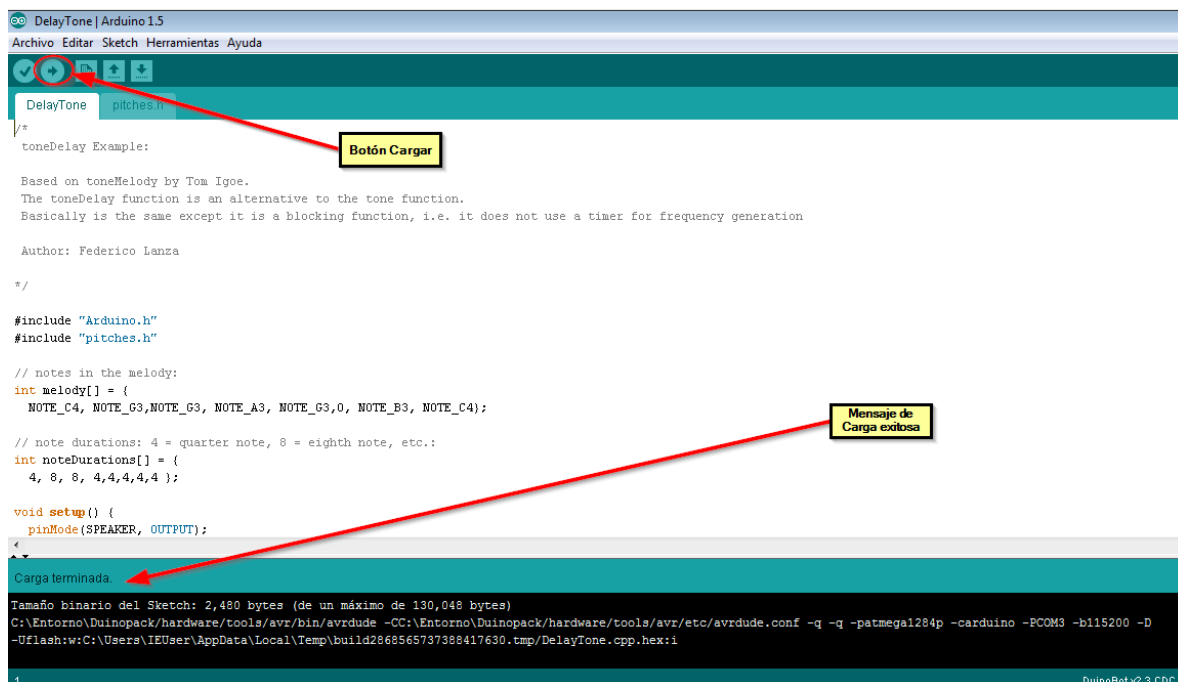 DelayTone | Arduino 1.5
Archivo Editar Sketch Herramientas Ayuda
DelayTone pitches.h
/*
toneDelay Example:
Botón Cargar
Based on toneMelody by Tom Igoe.
The toneDelay function is an alternative to the tone function.
Basically is the same except it is a blocking function, i.e. it does not use a timer for frequency generation
Author: Federico Lanza
*/
#include "Arduino.h"
#include "pitches.h"
// notes in the melody:
int melody[] = {
NOTE_C4, NOTE_G3,NOTE_G3, NOTE_A3, NOTE_G3,0, NOTE_B3, NOTE_C4};
Mensaje de
Carga exitosa
// note durations: 4 = quarter note, 8 = eighth note, etc.:
int noteDurations[] = {
4, 8, 8, 4,4,4,4,4 };
void setup() {
pinMode(SPEAKER, OUTPUT);
Carga terminada.
Tamaño binario del Sketch: 2,480 bytes (de un máximo de 130,048 bytes)
C:\Entorno\Duinopack/hardware/tools/avr/bin/avrdude -CC:\Entorno\Duinopack/hardware/tools/avr/etc/avrdude.conf -q -q -patmega1284p -carduino -PCOM3 -b115200 -D
-Uflash:w:C:\Users\IEUser\AppData\Local\Temp\build2868565737388417630.tmp/DelayTone.cpp.hex:i
1 DuinoBot v2.3 CDC